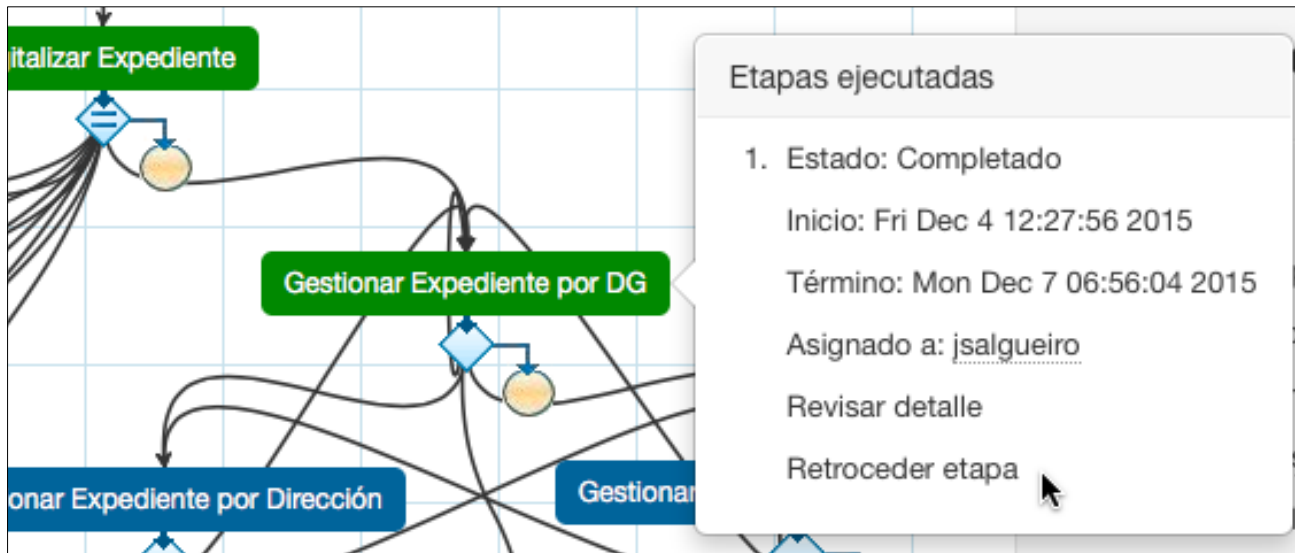 italizar Expediente
Etapas ejecutadas
1. Estado: Completado
Inicio: Fri Dec 4 12:27:56 2015
Gestionar Expediente por DG
Término: Mon Dec 7 06:56:04 2015
Asignado a: jsalgueiro
Revisar detalle
Retroceder etapa
onar Expediente por Dirección
Gestionar